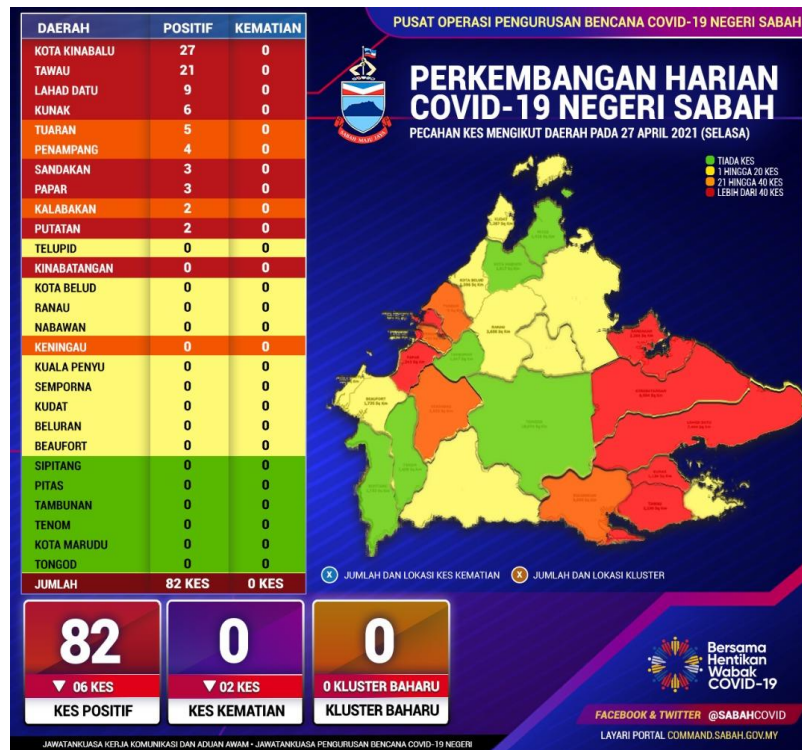 PUSAT OPERASI PENGURUSAN BENCANA COVID-19 NEGERI SABAH
PERKEMBANGAN HARIAN
COVID-19 NEGERI SABAH
PECAHAN KES MENGIKUT DAERAH PADA 27 APRIL 2021 (SELASA)
DAERAH POSITIF KEMATIAN
KOTA KINABALU 27 0
TAWAU 21 0
LAHAD DATU 9 0
KUNAK 6 0
TUARAN 5 0
PENAMPANG 4 0
SANDAKAN 3 0
PAPAR 3 0
KALABAKAN 2 0
PUTATAN 2 0
TELUPID 0 0
KINABATANGAN 0 0
KOTA BELUD 0 0
RANAU 0 0
NABAWAN 0 0
KENINGAU 0 0
KUALA PENYU 0 0
SEMPORNA 0 0
KUDAT 0 0
BELURAN 0 0
BEAUFORT 0 0
SIPITANG 0 0
PITAS 0 0
TAMBUNAN 0 0
TENOM 0 0
KOTA MARUDU 0 0
TONGOD 0 0
JUMLAH 82 KES 0 KES
TIADA KES
1 HINGGA 20 KES
21 HINGGA 40 KES
LEBIH DARI 40 KES
X JUMLAH DAN LOKASI KES KEMATIAN
X JUMLAH DAN LOKASI KLUSTER
82
▼ 06 KES
KES POSITIF
0
▼ 02 KES
KES KEMATIAN
0
0 KLUSTER BAHARU
KLUSTER BAHARU
Bersama
Hentikan
Wabak
COVID-19
FACEBOOK & TWITTER @SABAHCOVID
LAYARI PORTAL COMMAND.SABAH.GOV.MY
JAWATANKUASA KERJA KOMUNIKASI DAN ADUAN AWAM • JAWATANKUASA PENGURUSAN BENCANA COVID-19 NEGERI